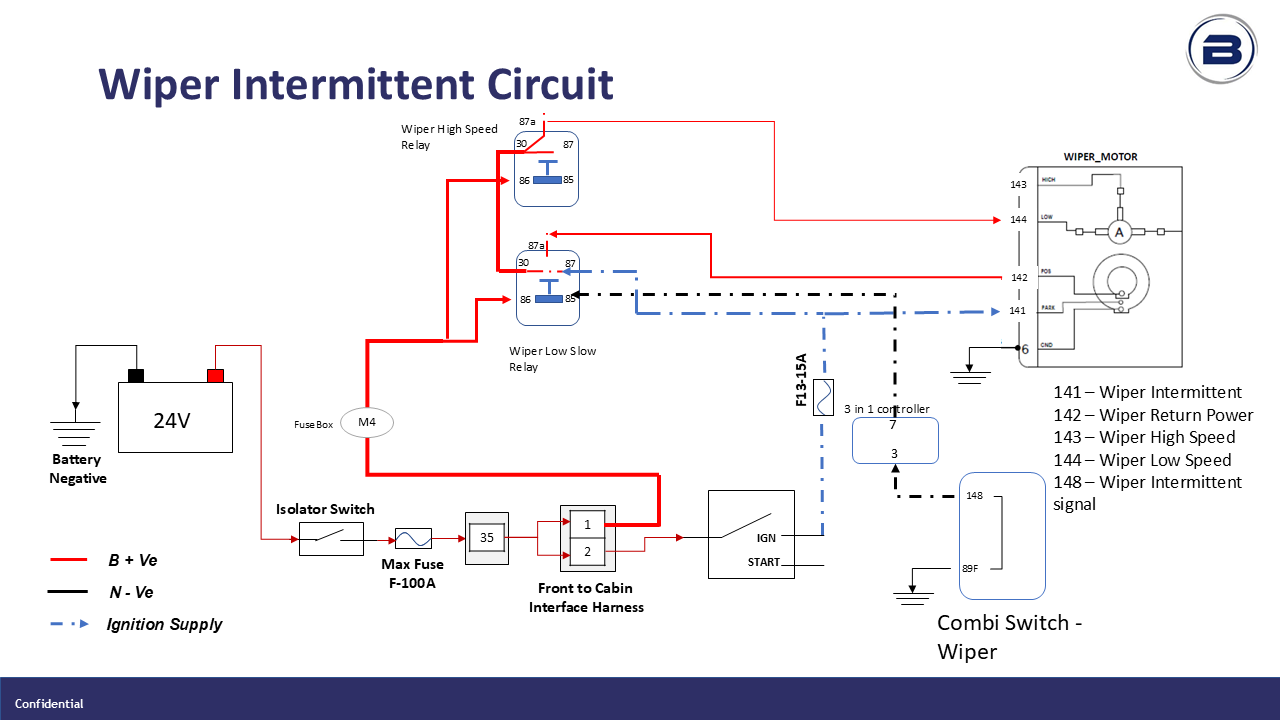 B
Wiper Intermittent Circuit
Wiper High Speed
Relay
87a
30
87
86
85
87a
30
87
86
85
Wiper Low Slow
Relay
WIPER_MOTOR
143
HIGH
144
LOW
A
142
POS
141
PARK
6
GND
141 – Wiper Intermittent
142 – Wiper Return Power
143 – Wiper High Speed
144 – Wiper Low Speed
148 – Wiper Intermittent
signal
24V
Battery
Negative
Fuse Box
M4
F13-15A
3 in 1 controller
7
3
Isolator Switch
Max Fuse
F-100A
35
1
2
Front to Cabin
Interface Harness
IGN
START
148
89F
Combi Switch -
Wiper
B + Ve
N - Ve
Ignition Supply
Confidential